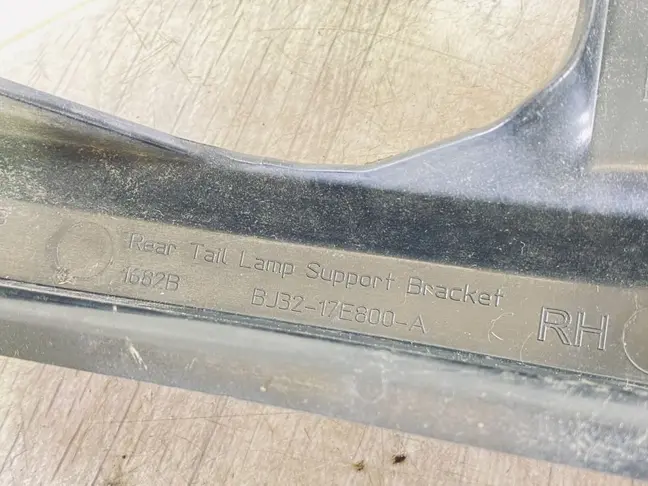 Rear Tail Lamp Support Bracket
1682B BJ32-17E800-A
RH